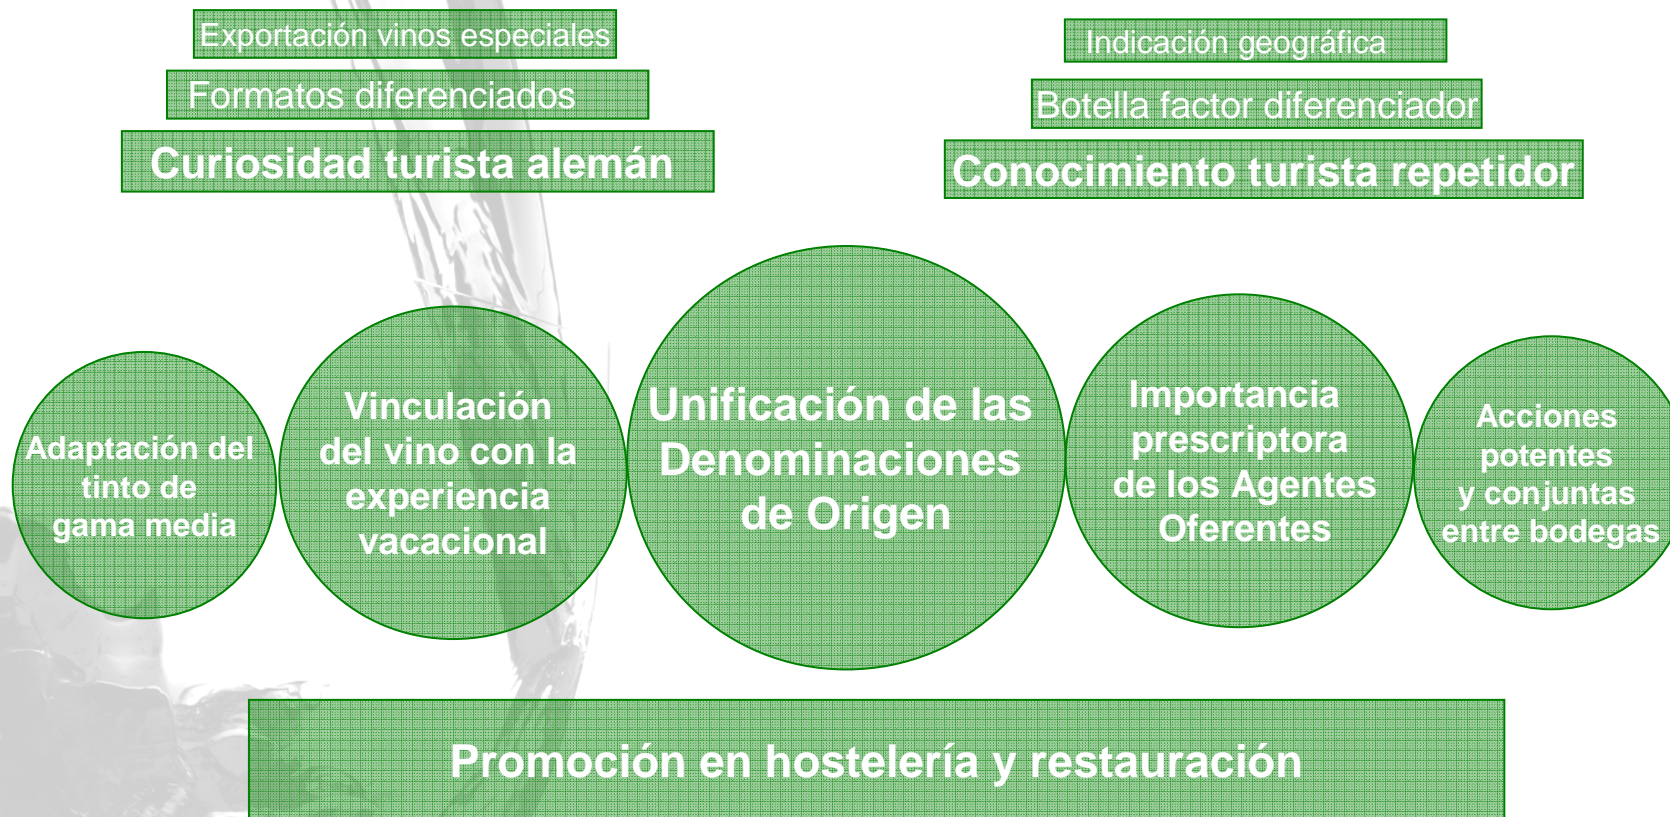 Exportación vinos especiales
Formatos diferenciados
Curiosidad turista alemán
Indicación geográfica
Botella factor diferenciador
Conocimiento turista repetidor
Adaptación del
tinto de
gama media
Vinculación
del vino con la
experiencia
vacacional
Unificación de las
Denominaciones
de Origen
Importancia
prescriptora
de los Agentes
Oferentes
Acciones
potentes
y conjuntas
entre bodegas
Promoción en hostelería y restauración